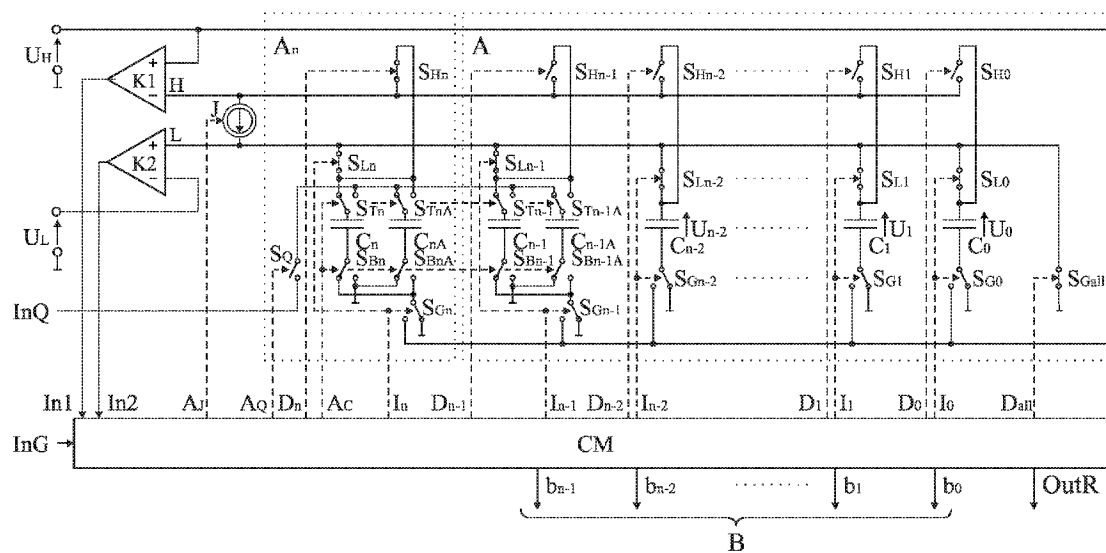 An A
UH K1 + − H SHn SHn-1 SHn-2 SH1 SH0
J
K2 + − L
SLn SLn-1 SLn-2 SL1 SL0
STn STnA STn-1 STn-1A
UL Cn CnA Cn-1 Cn-1A Cn-2 Un-2 C1 U1 C0 U0
SQ SBn SBnA SBn-1 SBn-1A SGn-2 SG1 SG0 SGall
InQ SGn SGn-1
In1 In2 AJ AQ Dn AC In Dn-1 In-1 Dn-2 In-2 D1 I1 D0 I0 Dall
InG CM
bn-1 bn-2 b1 b0 OutR
B